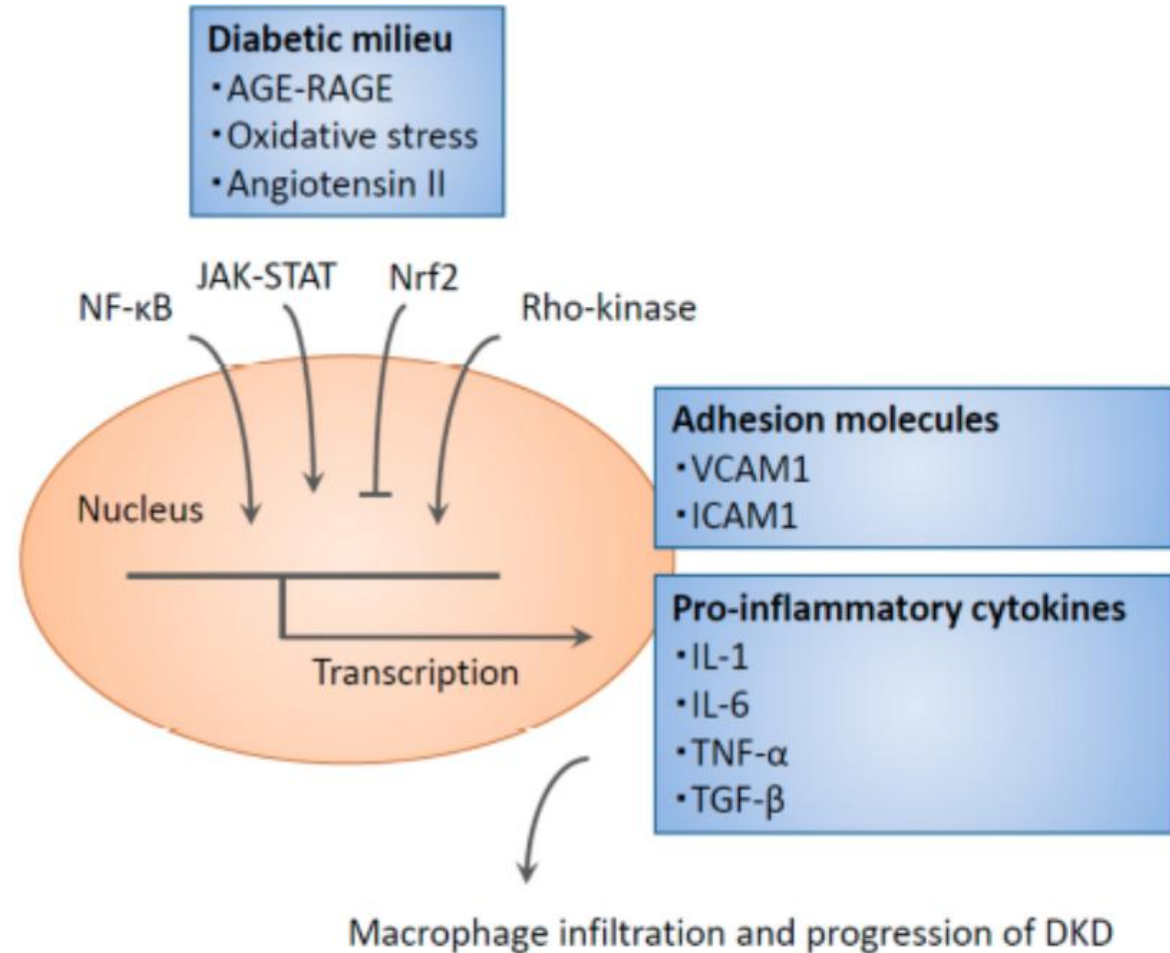 Diabetic milieu
・AGE-RAGE
・Oxidative stress
・Angiotensin II
JAK-STAT
Nrf2
NF-κB
Rho-kinase
Nucleus
Transcription
Adhesion molecules
・VCAM1
・ICAM1
Pro-inflammatory cytokines
・IL-1
・IL-6
・TNF-α
・TGF-β
Macrophage infiltration and progression of DKD